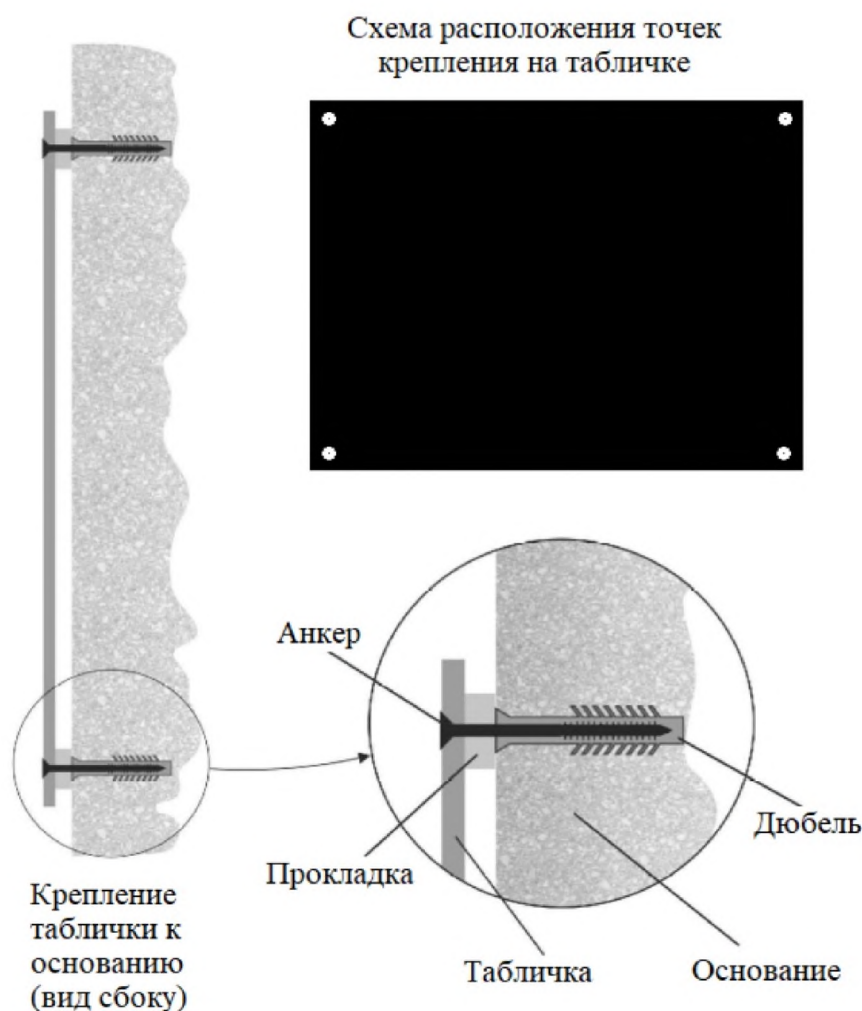 Схема расположения точек
крепления на табличке
Анкер
Дюбель
Прокладка
Табличка
Основание
Крепление
таблички к
основанию
(вид сбоку)